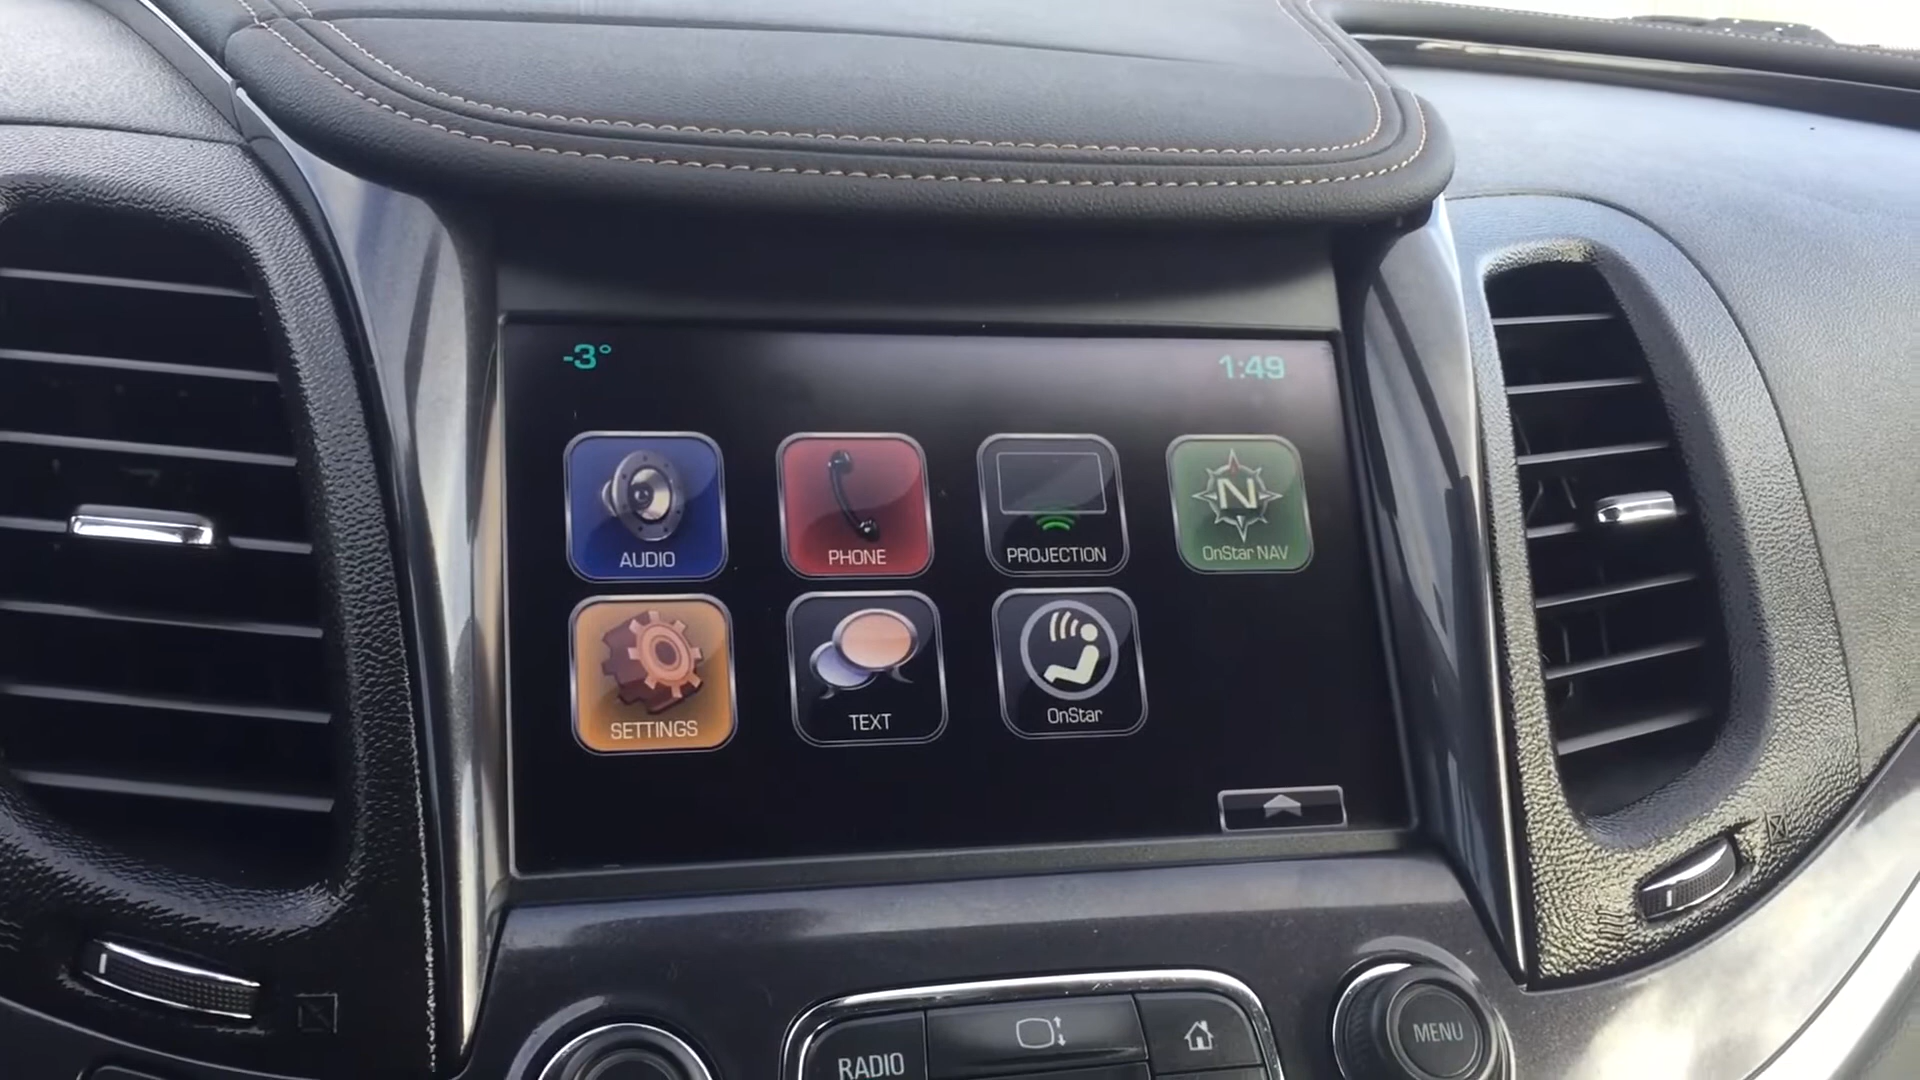 -3°
1:49
AUDIO
PHONE
PROJECTION
N
OnStar NAV
SETTINGS
TEXT
OnStar
RADIO
MENU